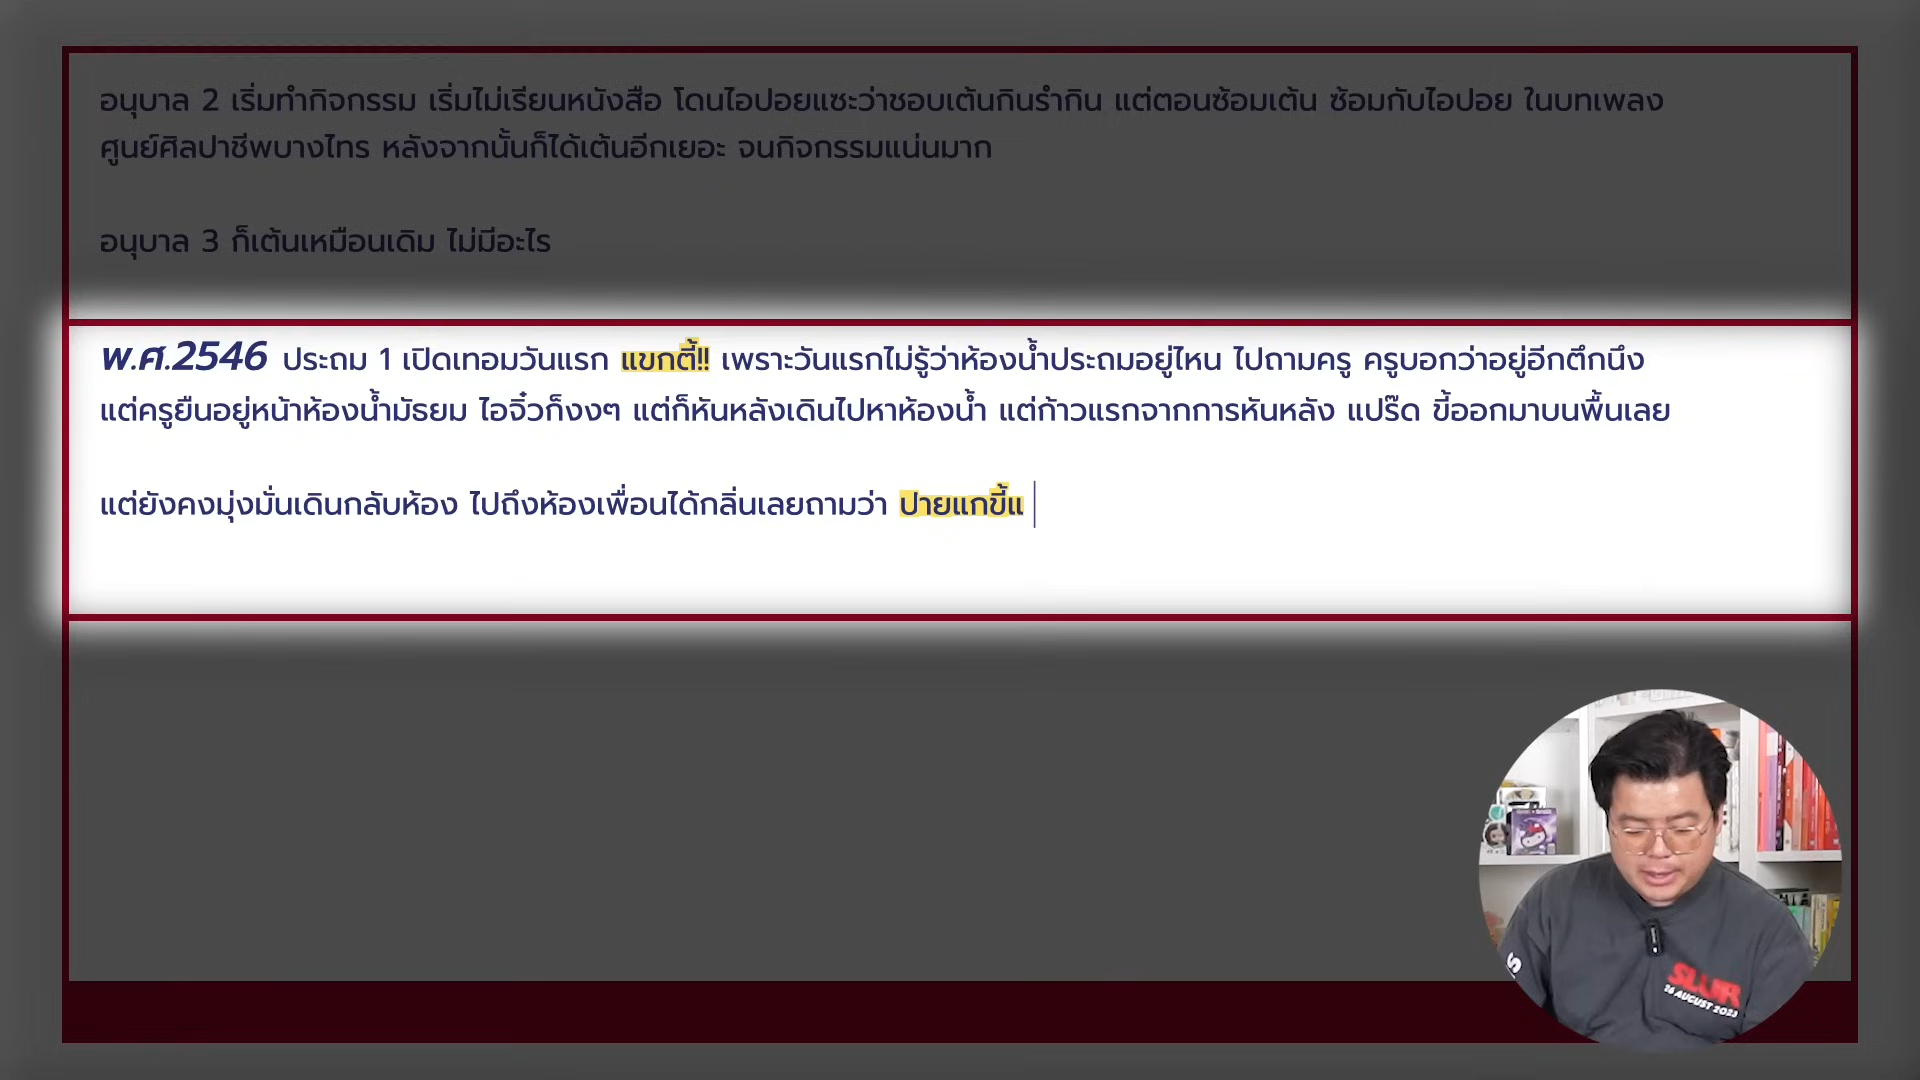 อนุบาล 2 เริ่มทำกิจกรรม เริ่มไม่เรียนหนังสือ โดนไอปอยแซะว่าชอบเต้นกินรำกิน แต่ตอนซ้อมเต้น ซ้อมกับไอปอย ในบทเพลง
ศูนย์ศิลปาชีพบางไทร หลังจากนั้นก็ได้เต้นอีกเยอะ จนกิจกรรมแน่นมาก
อนุบาล 3 ก็เต้นเหมือนเดิม ไม่มีอะไร
พ.ศ.2546 ประถม 1 เปิดเทอมวันแรก แขกตี้!! เพราะวันแรกไม่รู้ว่าห้องน้ำประถมอยู่ไหน ไปถามครู ครูบอกว่าอยู่อีกตึกนึง
แต่ครูยืนอยู่หน้าห้องน้ำมัธยม ไอจิ๋วก็งงๆ แต่ก็หันหลังเดินไปหาห้องน้ำ แต่ก้าวแรกจากการหันหลัง แปร๊ด ขี้ออกมาบนพื้นเลย
แต่ยังคงมุ่งมั่นเดินกลับห้อง ไปถึงห้องเพื่อนได้กลิ่นเลยถามว่า ปายแกขี้แ
S
SLUR
26 AUGUST 2023